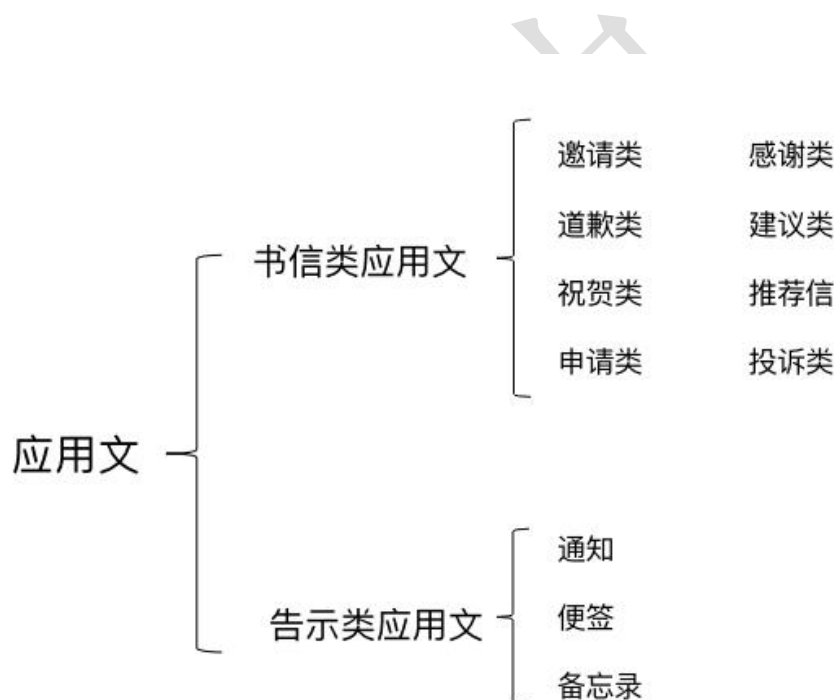 邀请类 感谢类
道歉类 建议类
书信类应用文
祝贺类 推荐信
申请类 投诉类
应用文
通知
告示类应用文
便签
备忘录